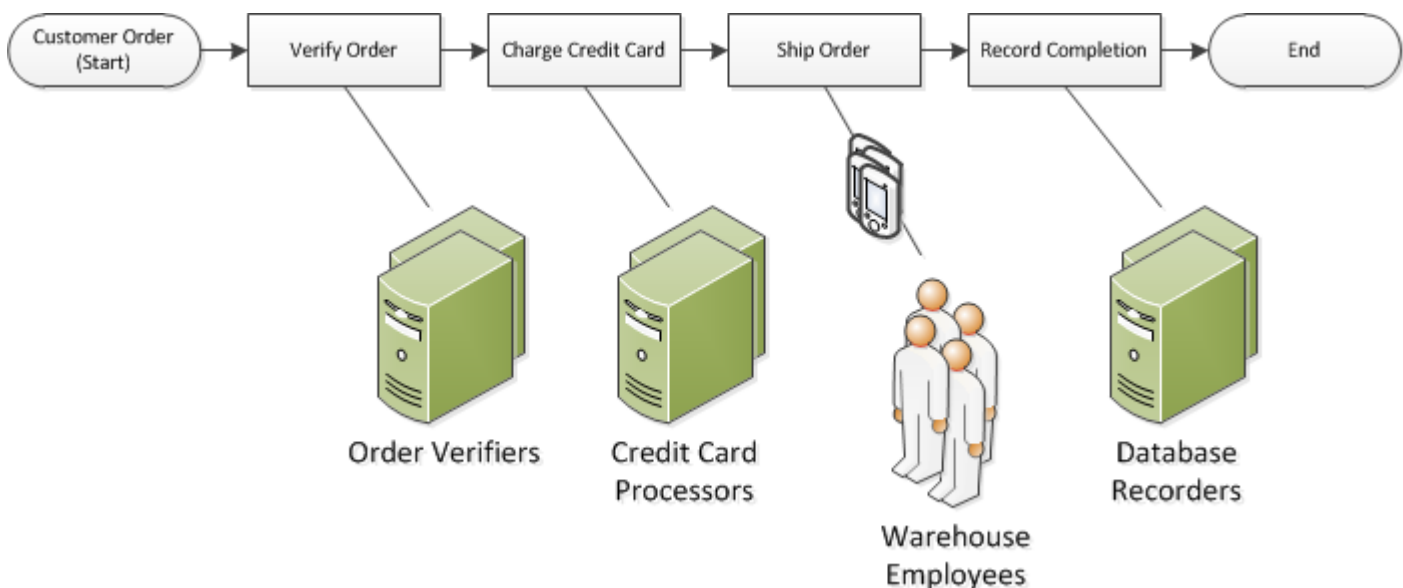 Customer Order
(Start)
Verify Order
Charge Credit Card
Ship Order
Record Completion
End
Order Verifiers
Credit Card
Processors
Warehouse
Employees
Database
Recorders